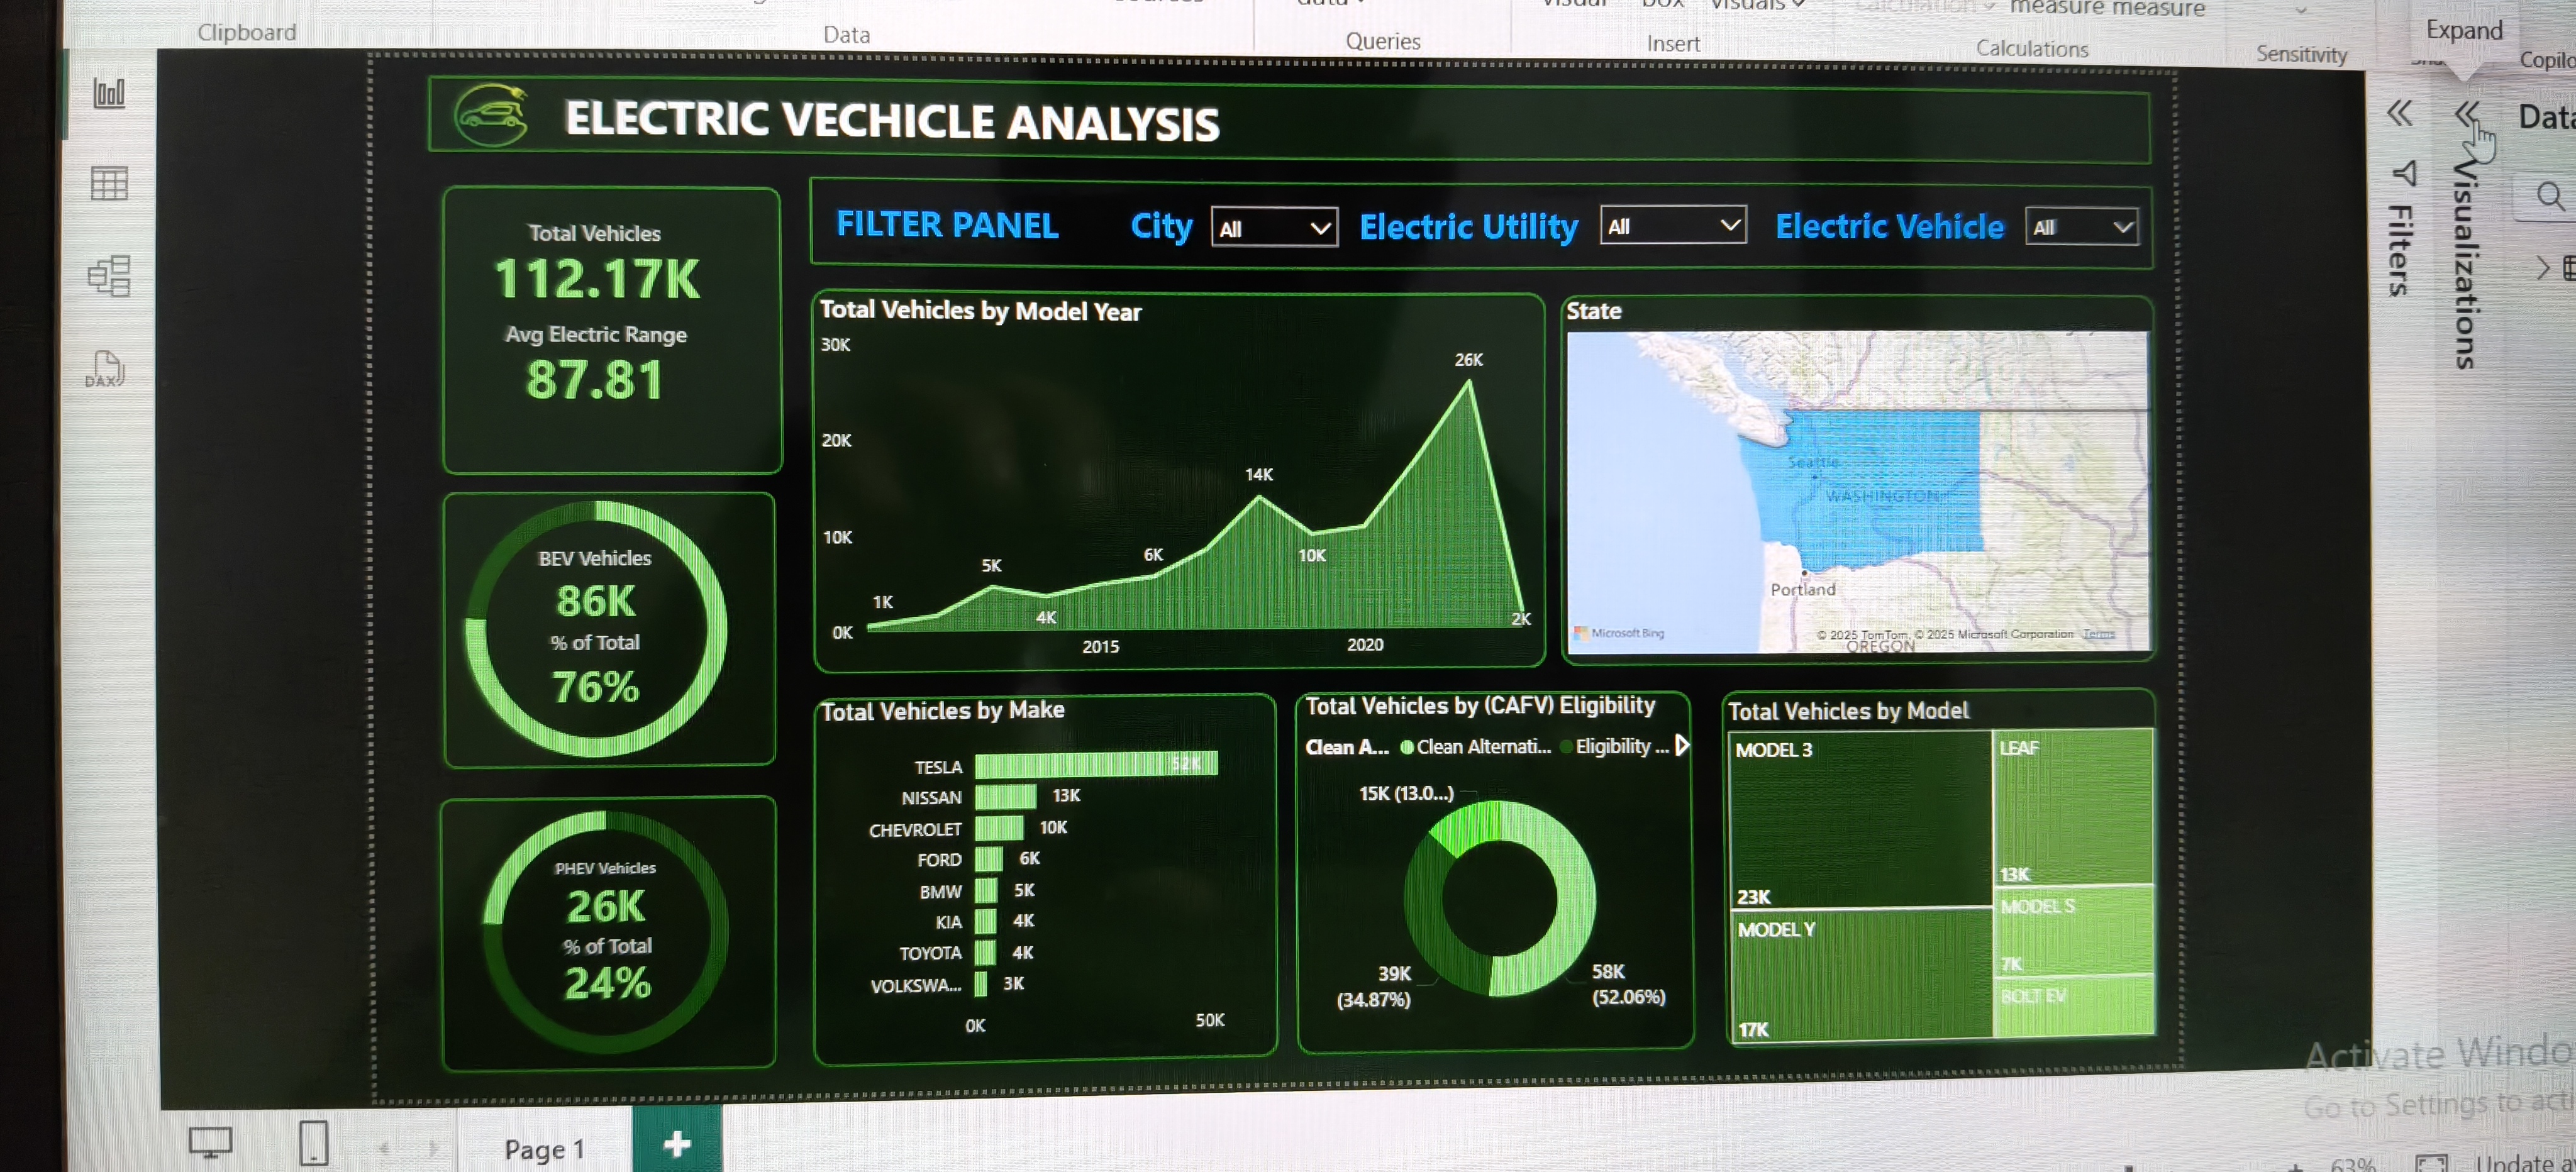 Clipboard
Data
Queries
Insert
measure measure
Calculations
Sensitivity
Expand
ELECTRIC VECHICLE ANALYSIS
Total Vehicles
112.17K
Avg Electric Range
87.81
FILTER PANEL City All Electric Utility All Electric Vehicle All
Total Vehicles by Model Year
30K
20K
10K
0K
1K
5K
4K
6K
14K
10K
26K
2K
2015
2020
State
Seattle
WASHINGTON
Portland
Microsoft Bing
© 2025 TomTom, © 2025 Microsoft Corporation Terms
OREGON
BEV Vehicles
86K
% of Total
76%
PHEV Vehicles
26K
% of Total
24%
Total Vehicles by Make
TESLA 52K
NISSAN 13K
CHEVROLET 10K
FORD 6K
BMW 5K
KIA 4K
TOYOTA 4K
VOLKSWA... 3K
0K 50K
Total Vehicles by (CAFV) Eligibility
Clean A... Clean Alternati... Eligibility ...
15K (13.0...)
39K
(34.87%)
58K
(52.06%)
Total Vehicles by Model
MODEL 3
23K
MODEL Y
17K
LEAF
13K
MODEL S
7K
BOLT EV
Filters
Visualizations
DAX
Activate Windo
Go to Settings to acti
Page 1
63%
Update